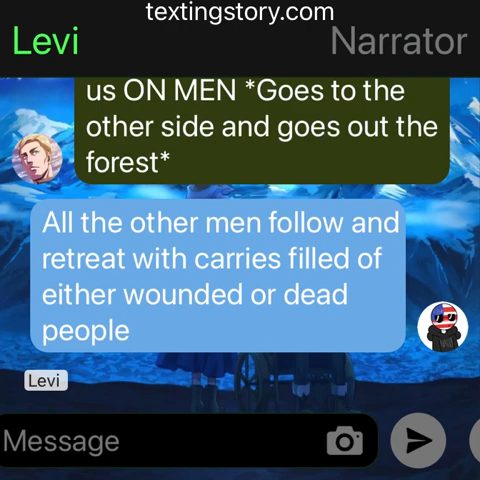 textingstory.com
Levi
Narrator
us ON MEN *Goes to the
other side and goes out the
forest*
All the other men follow and
retreat with carries filled of
either wounded or dead
people
Levi
Message